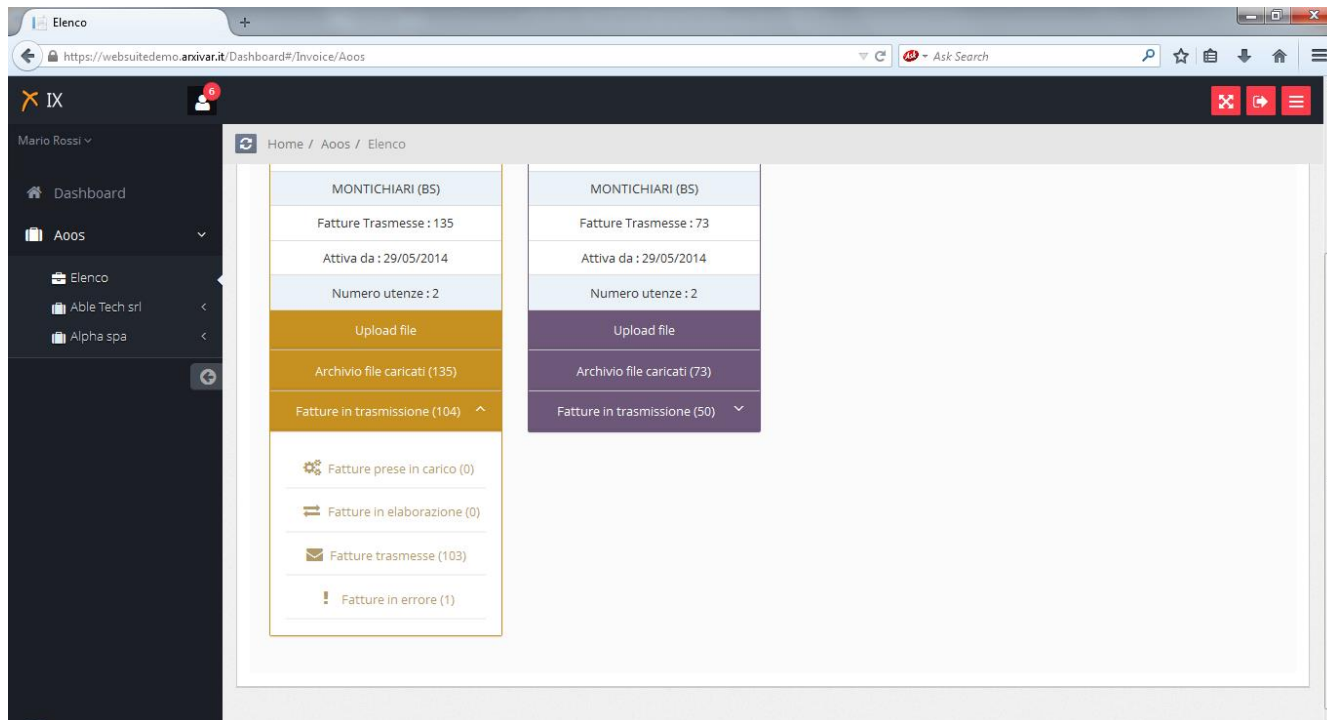 Elenco
https://websuitedemo.arxivar.it/Dashboard#/Invoice/Aoos
Ask Search
IX
6
Mario Rossi
Home / Aoos / Elenco
Dashboard
Aoos
Elenco
Able Tech srl
Alpha spa
MONTICHIARI (BS)
Fatture Trasmesse : 135
Attiva da : 29/05/2014
Numero utenze : 2
Upload file
Archivio file caricati (135)
Fatture in trasmissione (104)
Fatture prese in carico (0)
Fatture in elaborazione (0)
Fatture trasmesse (103)
Fatture in errore (1)
MONTICHIARI (BS)
Fatture Trasmesse : 73
Attiva da : 29/05/2014
Numero utenze : 2
Upload file
Archivio file caricati (73)
Fatture in trasmissione (50)